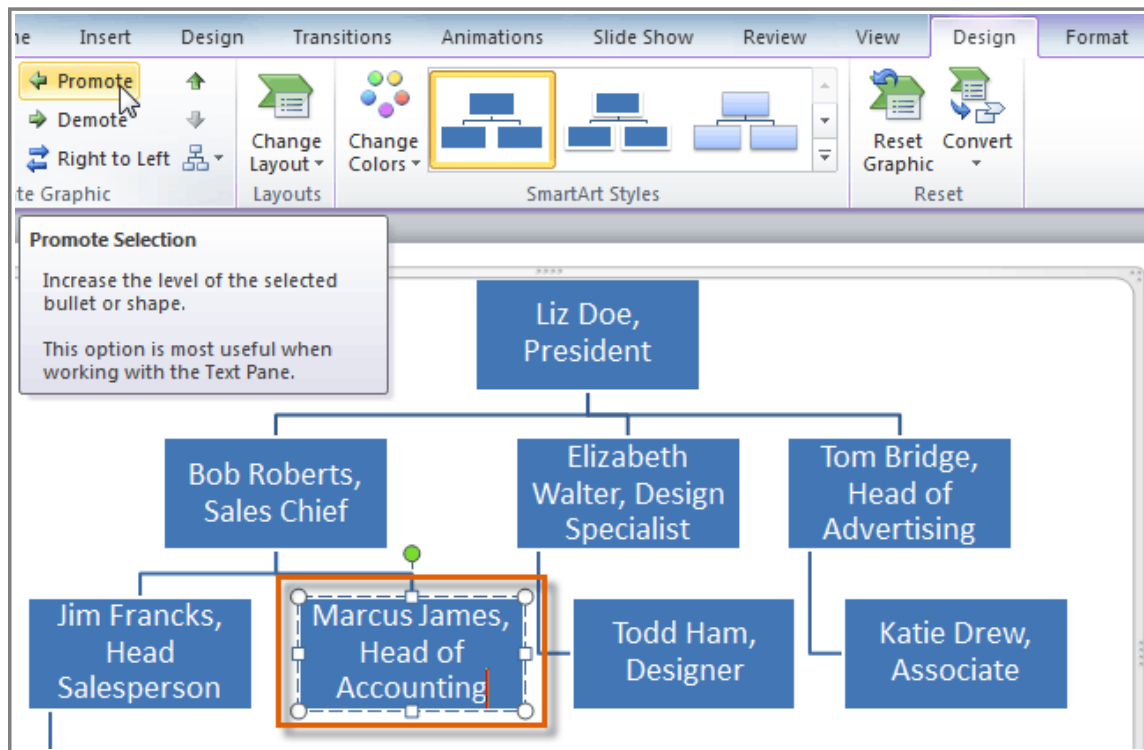 ne Insert Design Transitions Animations Slide Show Review View Design Format
Promote
Demote
Right to Left
Change
Layout
Change
Colors
Reset
Graphic
Convert
te Graphic
Layouts
SmartArt Styles
Reset
Promote Selection
Increase the level of the selected
bullet or shape.
This option is most useful when
working with the Text Pane.
Liz Doe,
President
Bob Roberts,
Sales Chief
Elizabeth
Walter, Design
Specialist
Tom Bridge,
Head of
Advertising
Jim Francks,
Head
Salesperson
Marcus James,
Head of
Accounting
Todd Ham,
Designer
Katie Drew,
Associate